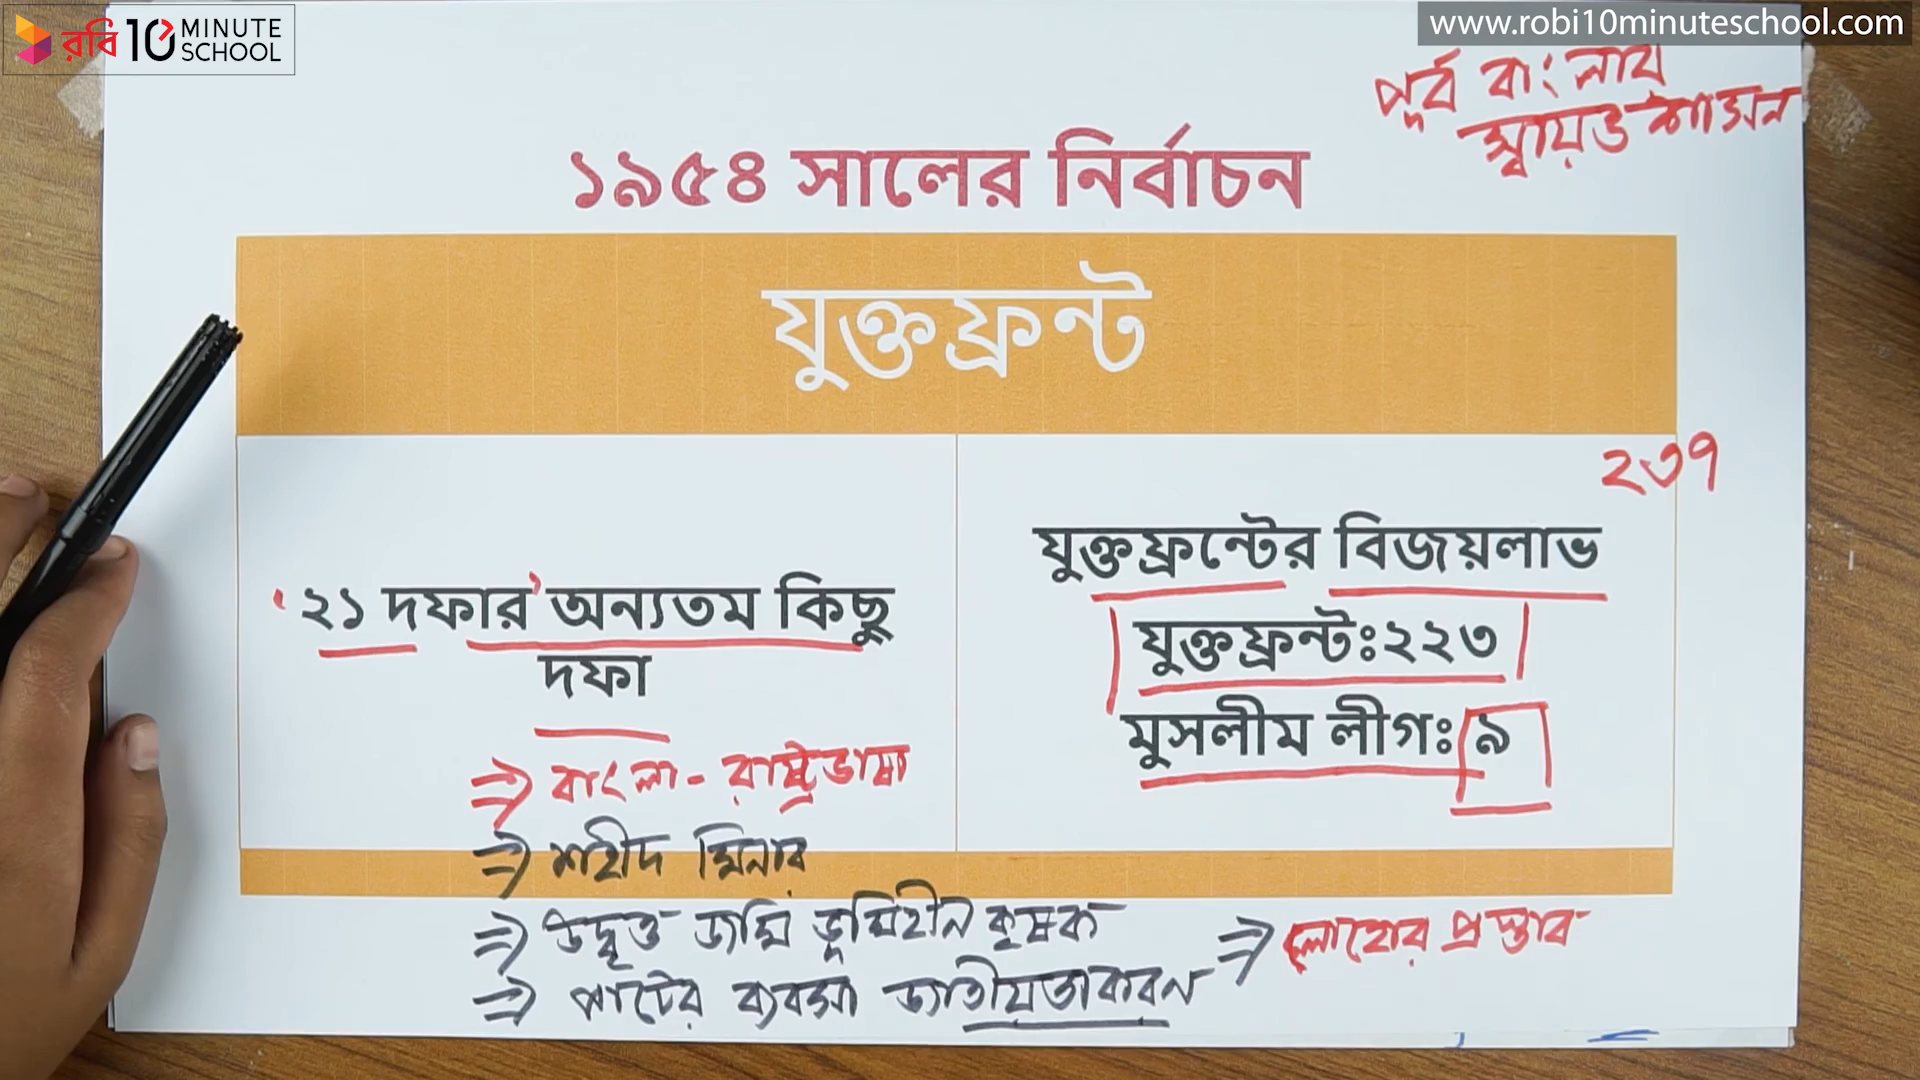 রবি 10 MINUTE SCHOOL
www.robi10minuteschool.com
পূর্ব বাংলায়
স্বায়ত্তশাসন
১৯৫৪ সালের নির্বাচন
যুক্তফ্রন্ট
২৩৭
'২১ দফার' অন্যতম কিছু
দফা
⇒ বাংলা - রাষ্ট্রভাষা
⇒ শহীদ মিনার
⇒ উদ্বৃত্ত জমি ভূমিহীন কৃষক
⇒ পাটের ব্যবসা জাতীয়তাকরণ
যুক্তফ্রন্টের বিজয়লাভ
যুক্তফ্রন্টঃ২২৩
মুসলীম লীগঃ ৯
⇒ লাহোর প্রস্তাব